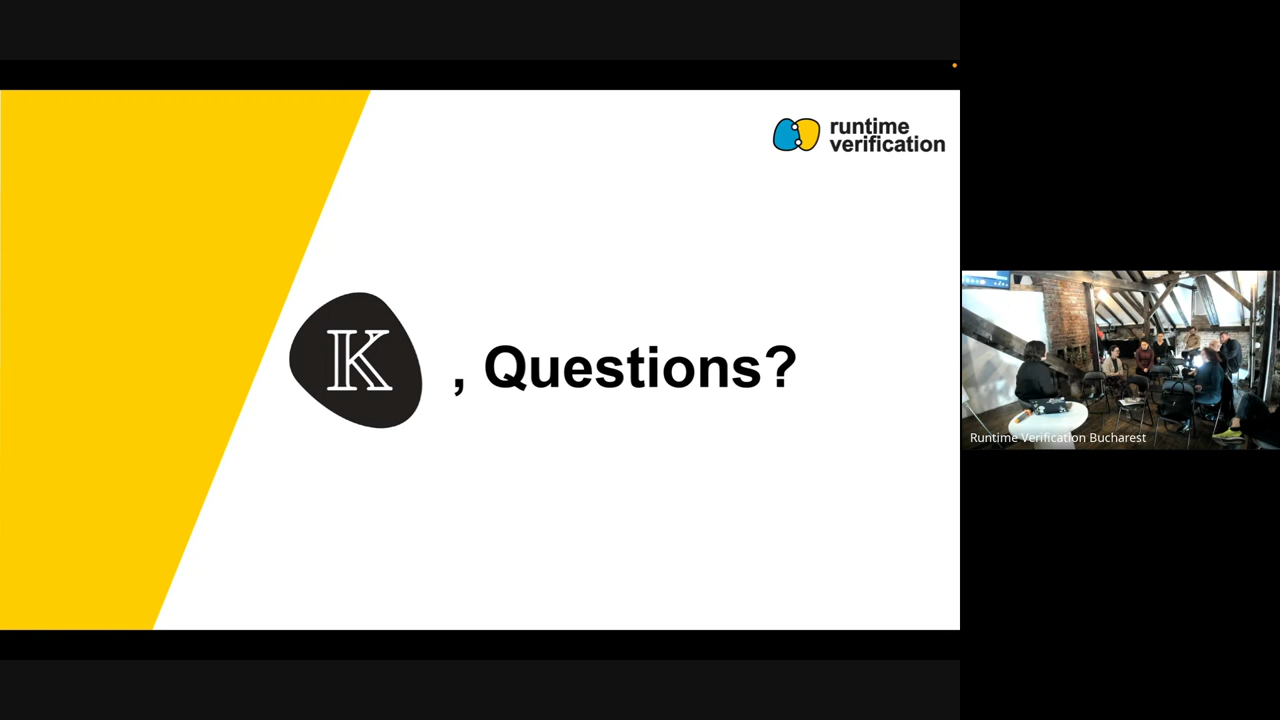 runtime
verification
𝕂, Questions?
Runtime Verification Bucharest